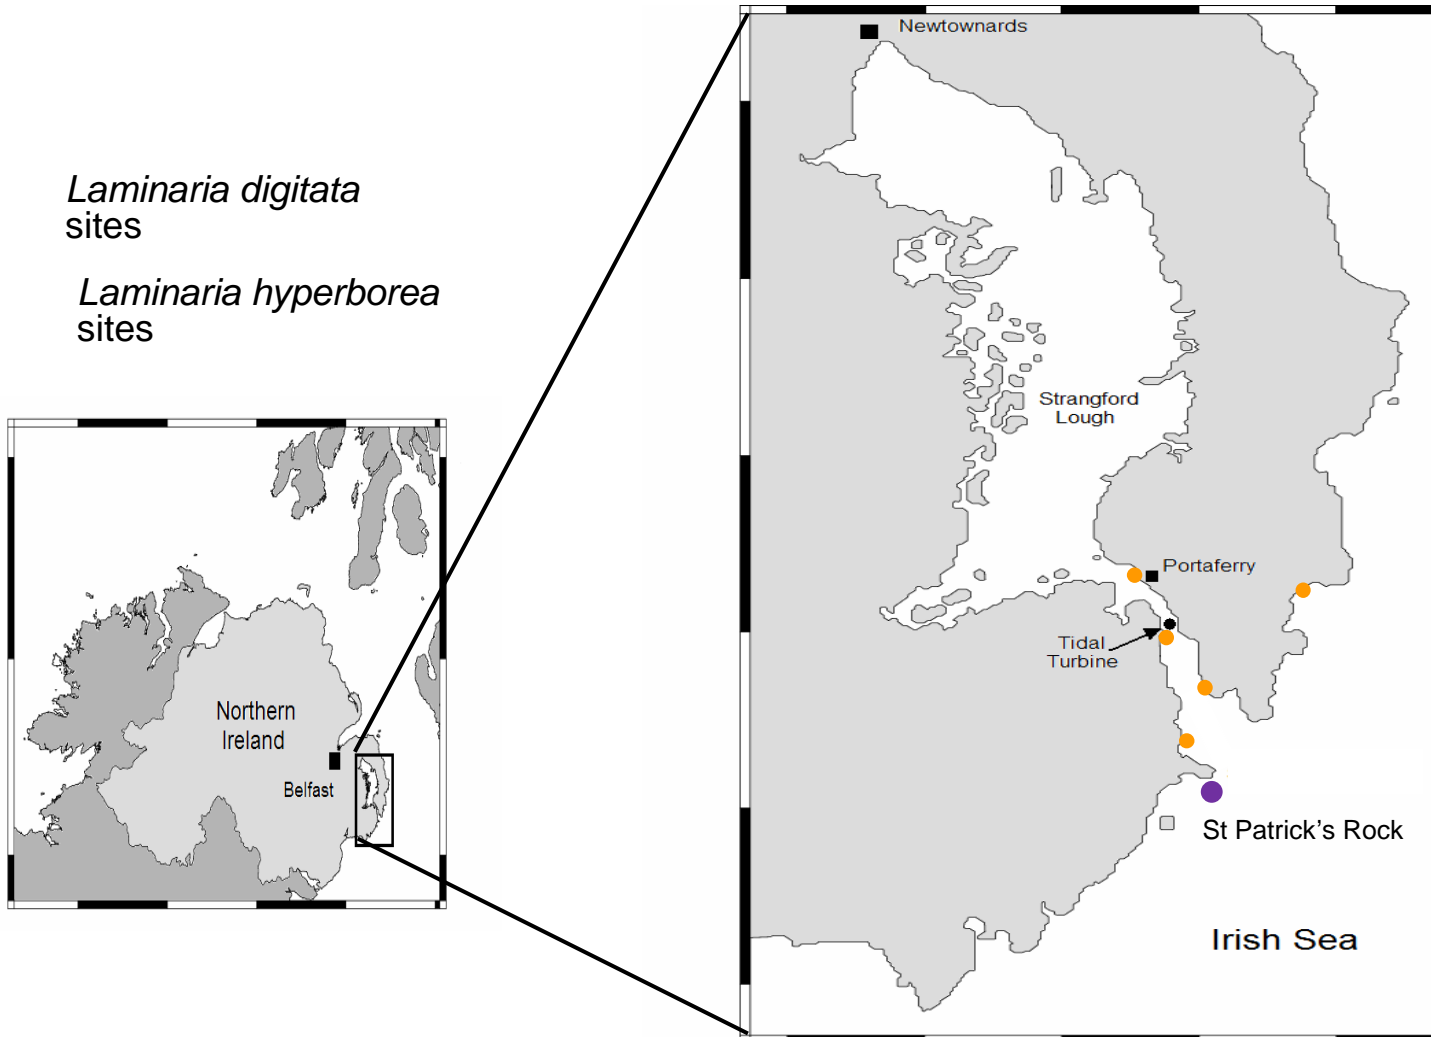 Laminaria digitata
sites
Laminaria hyperborea
sites
Northern
Ireland
Belfast
Newtownards
Strangford
Lough
Portaferry
Tidal
Turbine
St Patrick’s Rock
Irish Sea